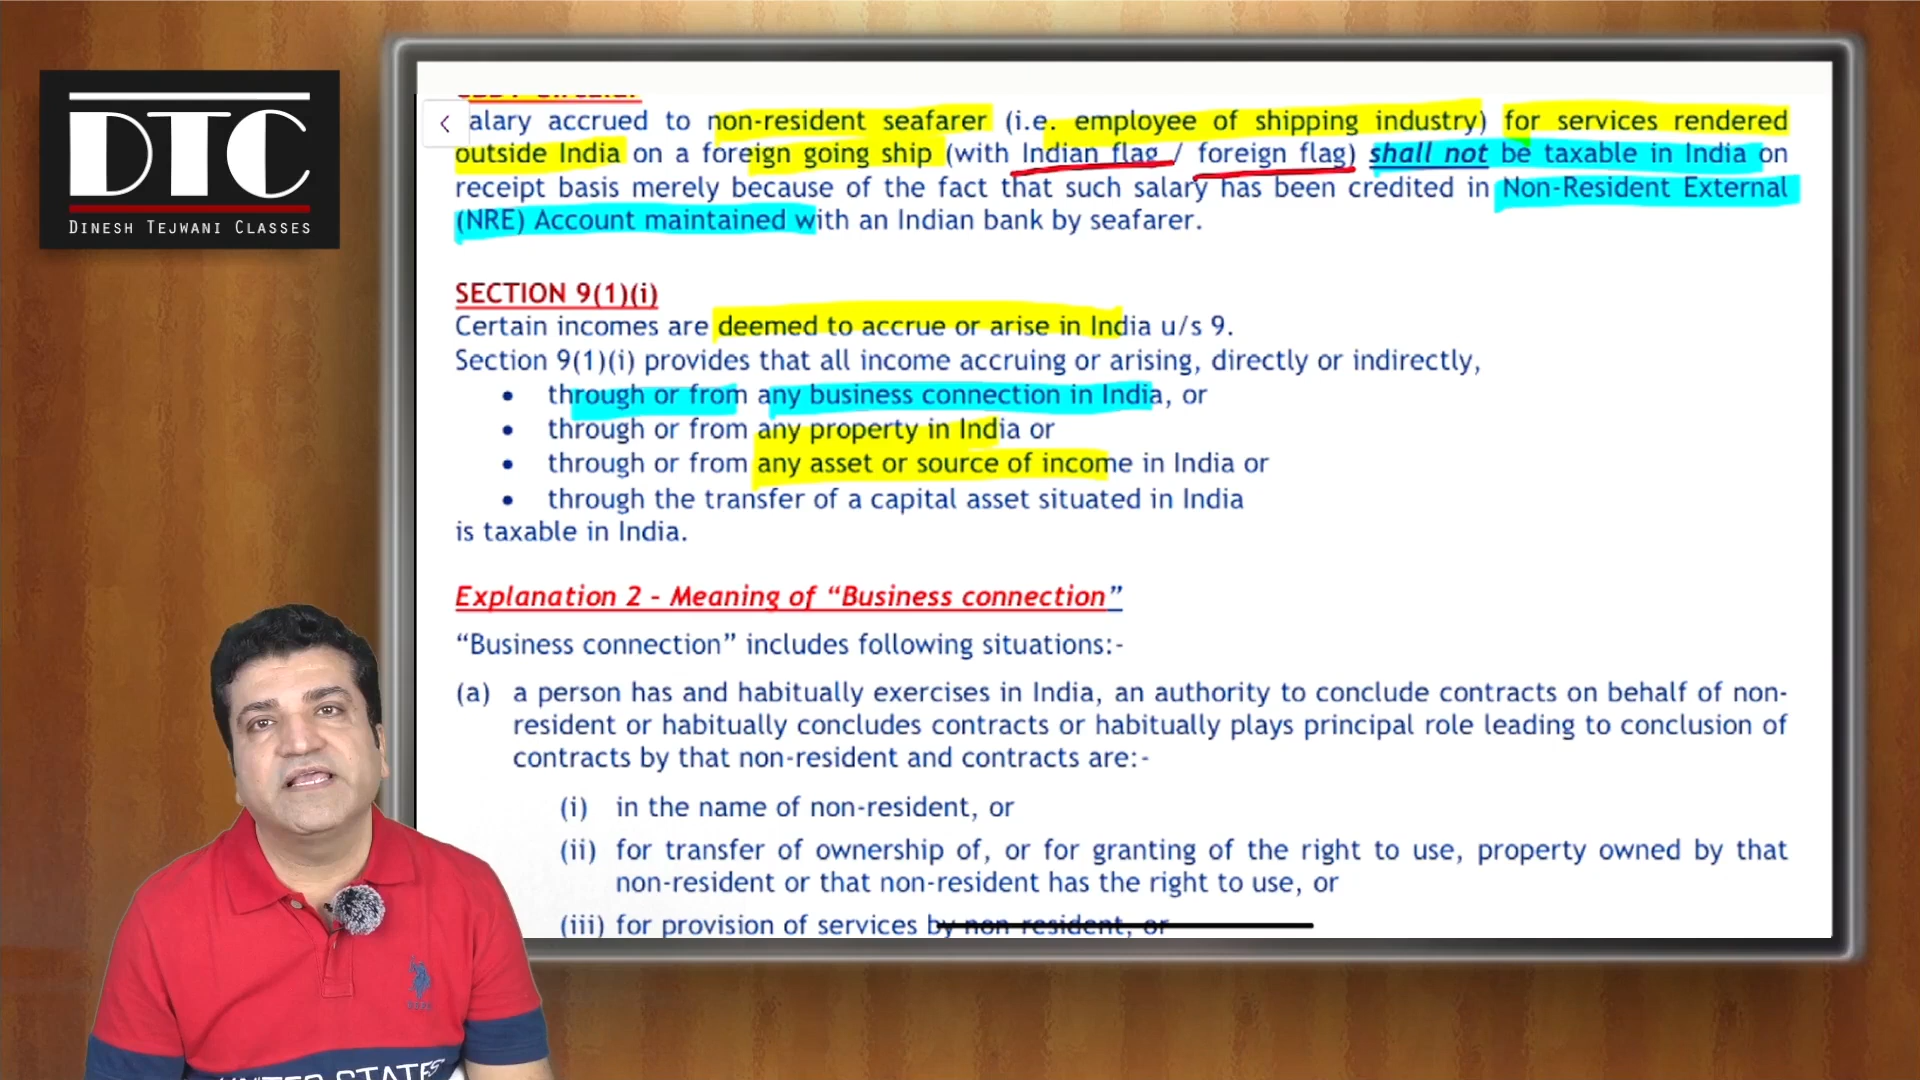 DTC
DINESH TEJWANI CLASSES
alary accrued to non-resident seafarer (i.e. employee of shipping industry) for services rendered
outside India on a foreign going ship (with Indian flag / foreign flag) shall not be taxable in India on
receipt basis merely because of the fact that such salary has been credited in Non-Resident External
(NRE) Account maintained with an Indian bank by seafarer.
SECTION 9(1)(i)
Certain incomes are deemed to accrue or arise in India u/s 9.
Section 9(1)(i) provides that all income accruing or arising, directly or indirectly,
• through or from any business connection in India, or
• through or from any property in India or
• through or from any asset or source of income in India or
• through the transfer of a capital asset situated in India
is taxable in India.
Explanation 2 - Meaning of “Business connection”
“Business connection” includes following situations:-
(a) a person has and habitually exercises in India, an authority to conclude contracts on behalf of non-
resident or habitually concludes contracts or habitually plays principal role leading to conclusion of
contracts by that non-resident and contracts are:-
(i) in the name of non-resident, or
(ii) for transfer of ownership of, or for granting of the right to use, property owned by that
non-resident or that non-resident has the right to use, or
(iii) for provision of services by non-resident, or